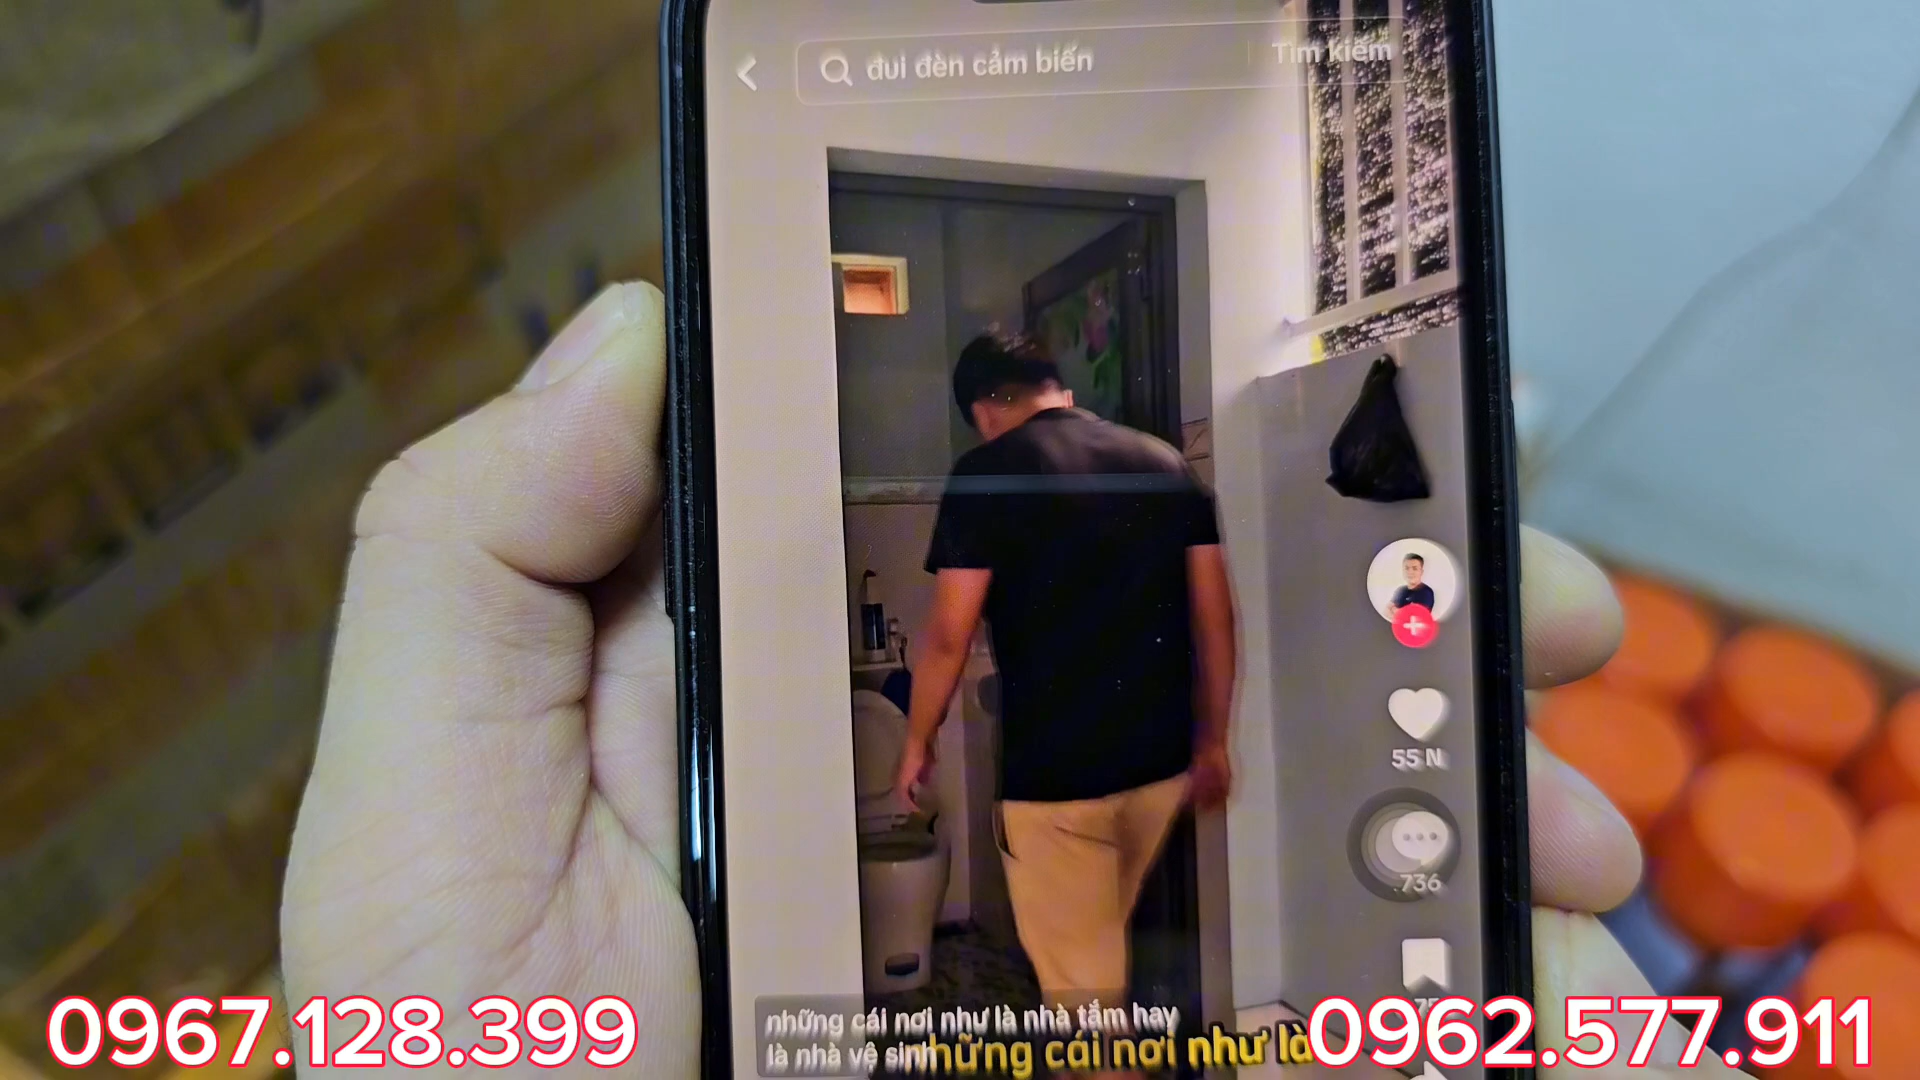 đui đèn cảm biến
Tìm kiếm
55 N
736
những cái nơi như là nhà tắm hay
là nhà vệ sinh
những cái nơi như là
0967.128.399
0962.577.911